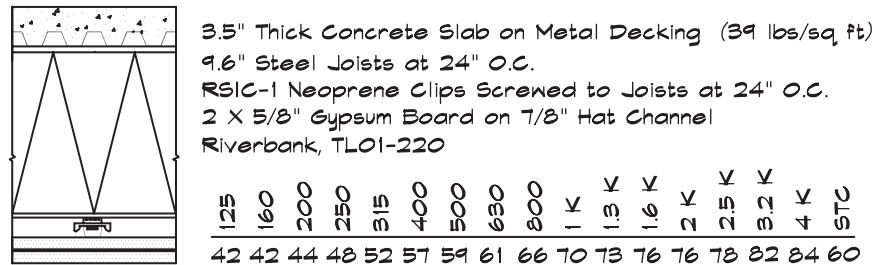 3.5" Thick Concrete Slab on Metal Decking (39 lbs/sq ft)
9.6" Steel Joists at 24" O.C.
RSIC-1 Neoprene Clips Screwed to Joists at 24" O.C.
2 X 5/8" Gypsum Board on 7/8" Hat Channel
Riverbank, TL01-220
125 160 200 250 315 400 500 630 800 1 K 1.3 K 1.6 K 2 K 2.5 K 3.2 K 4 K STC
42 42 44 48 52 57 59 61 66 70 73 76 76 78 82 84 60